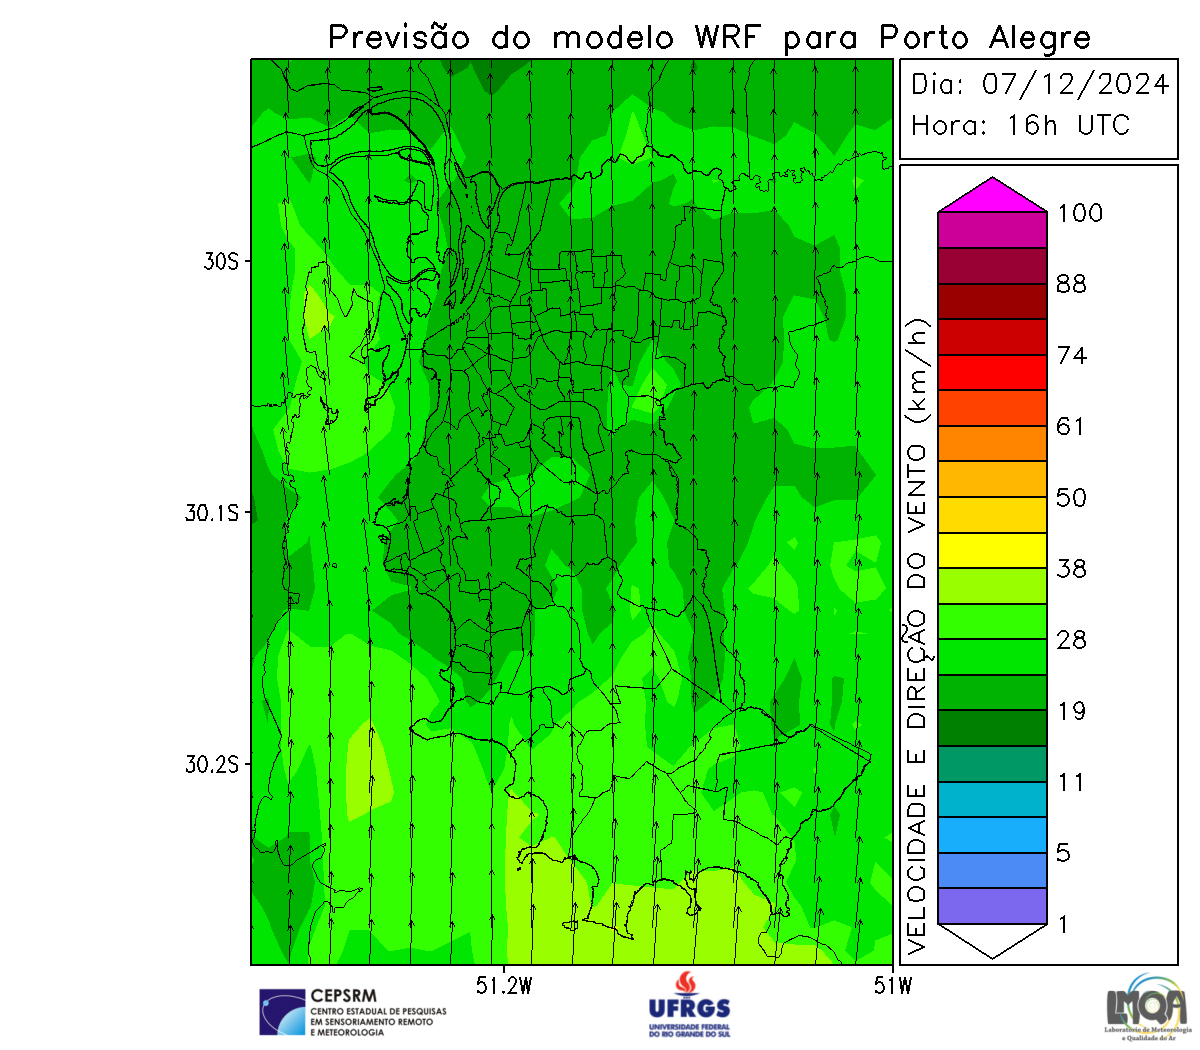 Previsão do modelo WRF para Porto Alegre
Dia: 07/12/2024
Hora: 16h UTC
30S
30.1S
30.2S
51.2W
51W
VELOCIDADE E DIREÇÃO DO VENTO (km/h)
100
88
74
61
50
38
28
19
11
5
1
CEPSRM
CENTRO ESTADUAL DE PESQUISAS
EM SENSORIAMENTO REMOTO
E METEOROLOGIA
UFRGS
UNIVERSIDADE FEDERAL
DO RIO GRANDE DO SUL
LMQA
Laboratório de Meteorologia
e Qualidade do Ar